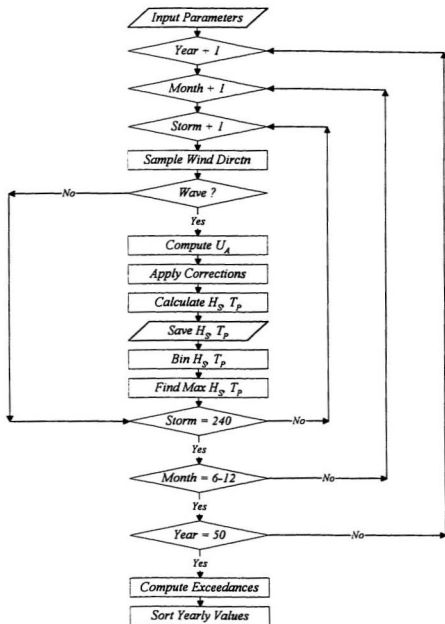 Input Parameters
Year + 1
Month + 1
Storm + 1
Sample Wind Dirctn
No
Wave ?
Yes
Compute U_A
Apply Corrections
Calculate H_S, T_P
Save H_S, T_P
Bin H_S, T_P
Find Max H_S, T_P
Storm = 240
No
Yes
Month = 6-12
No
Yes
Year = 50
No
Yes
Compute Exceedances
Sort Yearly Values